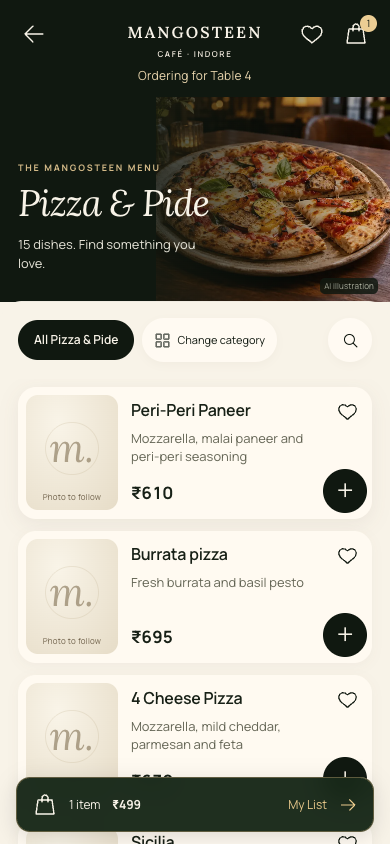 MANGOSTEEN
1
CAFÉ · INDORE
Ordering for Table 4
THE MANGOSTEEN MENU
Pizza & Pide
15 dishes. Find something you
love.
AI illustration
All Pizza & Pide
Change category
m.
Photo to follow
Peri-Peri Paneer
Mozzarella, malai paneer and
peri-peri seasoning
₹610
m.
Photo to follow
Burrata pizza
Fresh burrata and basil pesto
₹695
m.
4 Cheese Pizza
Mozzarella, mild cheddar,
parmesan and feta
1 item ₹499
My List
Sicilia